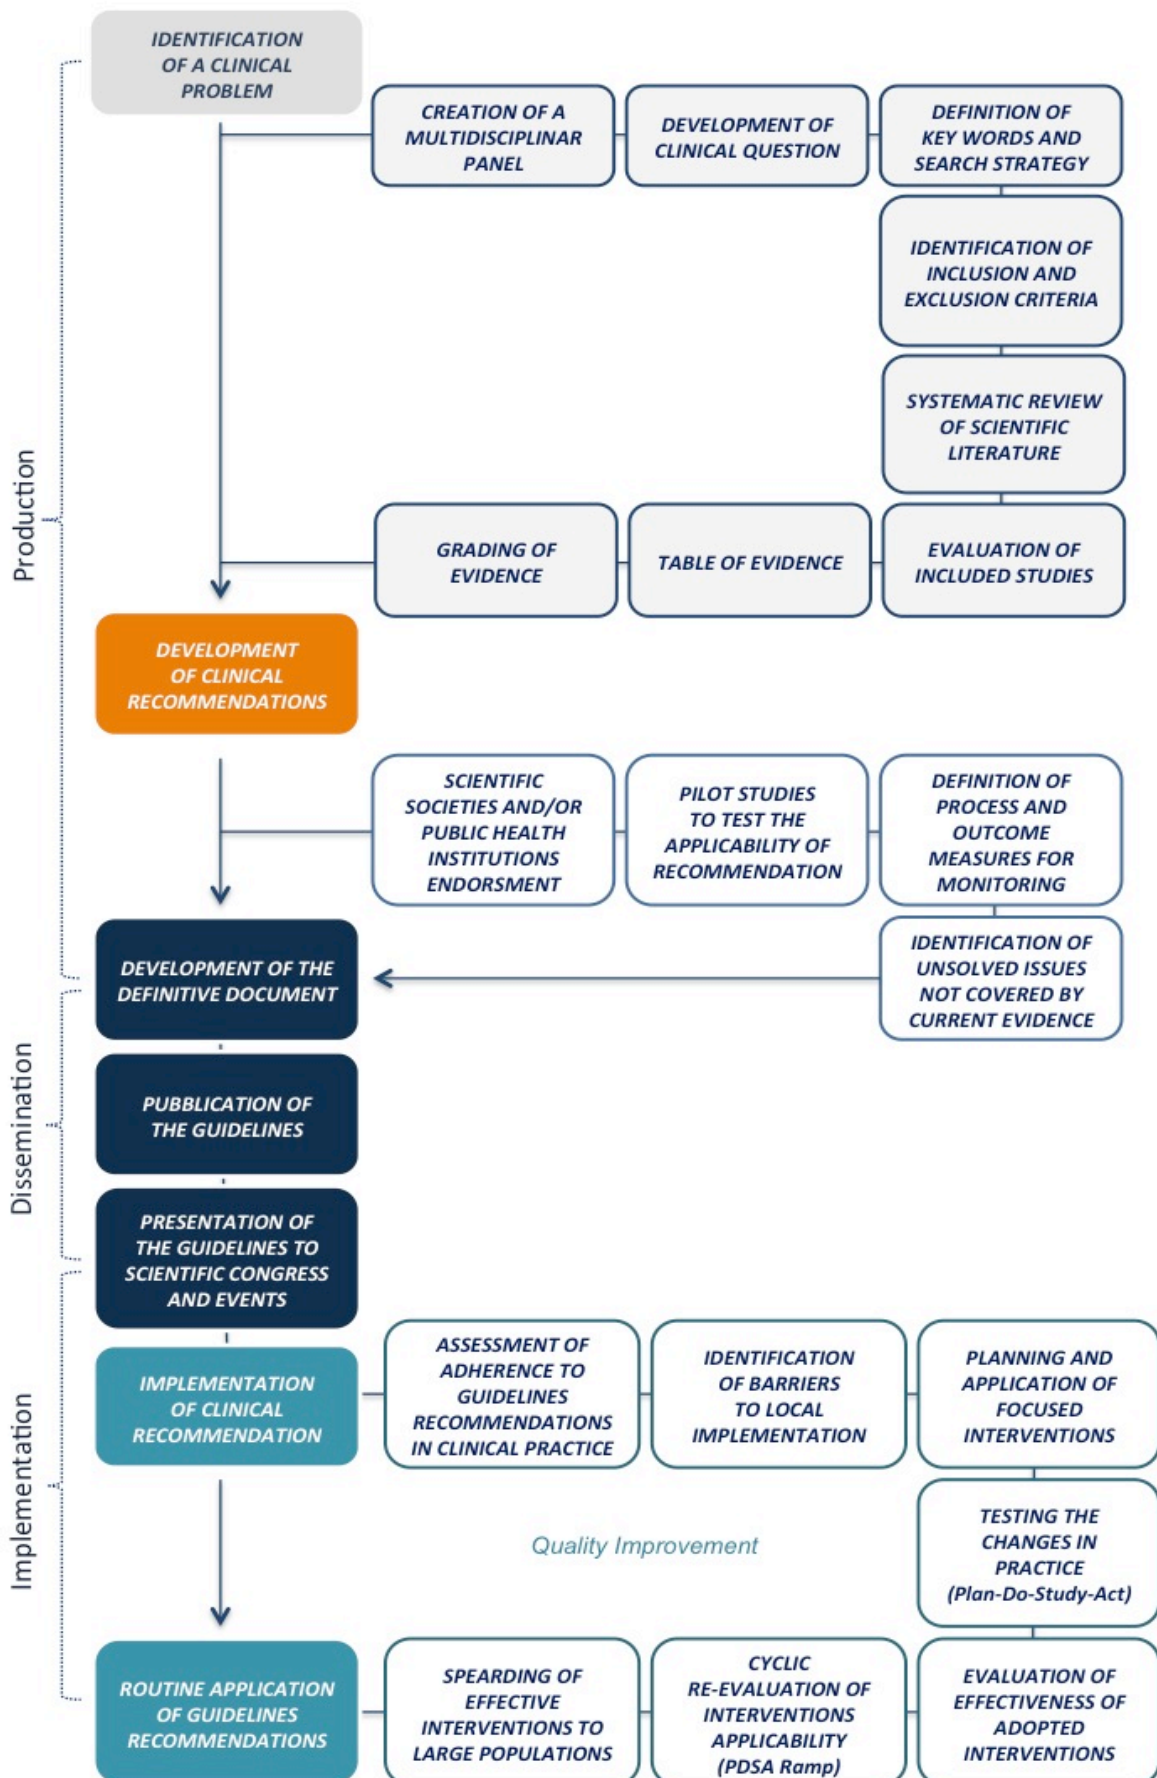 IDENTIFICATION
OF A CLINICAL
PROBLEM
CREATION OF A
MULTIDISCIPLINAR
PANEL
DEVELOPMENT OF
CLINICAL QUESTION
DEFINITION OF
KEY WORDS AND
SEARCH STRATEGY
IDENTIFICATION OF
INCLUSION AND
EXCLUSION CRITERIA
SYSTEMATIC REVIEW
OF SCIENTIFIC
LITERATURE
EVALUATION OF
INCLUDED STUDIES
TABLE OF EVIDENCE
GRADING OF
EVIDENCE
Production
DEVELOPMENT
OF CLINICAL
RECOMMENDATIONS
SCIENTIFIC
SOCIETIES AND/OR
PUBLIC HEALTH
INSTITUTIONS
ENDORSMENT
PILOT STUDIES
TO TEST THE
APPLICABILITY OF
RECOMMENDATION
DEFINITION OF
PROCESS AND
OUTCOME
MEASURES FOR
MONITORING
IDENTIFICATION OF
UNSOLVED ISSUES
NOT COVERED BY
CURRENT EVIDENCE
DEVELOPMENT OF THE
DEFINITIVE DOCUMENT
Dissemination
PUBBLICATION OF
THE GUIDELINES
PRESENTATION OF
THE GUIDELINES TO
SCIENTIFIC CONGRESS
AND EVENTS
Implementation
IMPLEMENTATION
OF CLINICAL
RECOMMENDATION
ASSESSMENT OF
ADHERENCE TO
GUIDELINES
RECOMMENDATIONS
IN CLINICAL PRACTICE
IDENTIFICATION
OF BARRIERS
TO LOCAL
IMPLEMENTATION
PLANNING AND
APPLICATION OF
FOCUSED
INTERVENTIONS
TESTING THE
CHANGES IN
PRACTICE
(Plan-Do-Study-Act)
Quality Improvement
EVALUATION OF
EFFECTIVENESS OF
ADOPTED
INTERVENTIONS
CYCLIC
RE-EVALUATION OF
INTERVENTIONS
APPLICABILITY
(PDSA Ramp)
SPEARDING OF
EFFECTIVE
INTERVENTIONS TO
LARGE POPULATIONS
ROUTINE APPLICATION
OF GUIDELINES
RECOMMENDATIONS